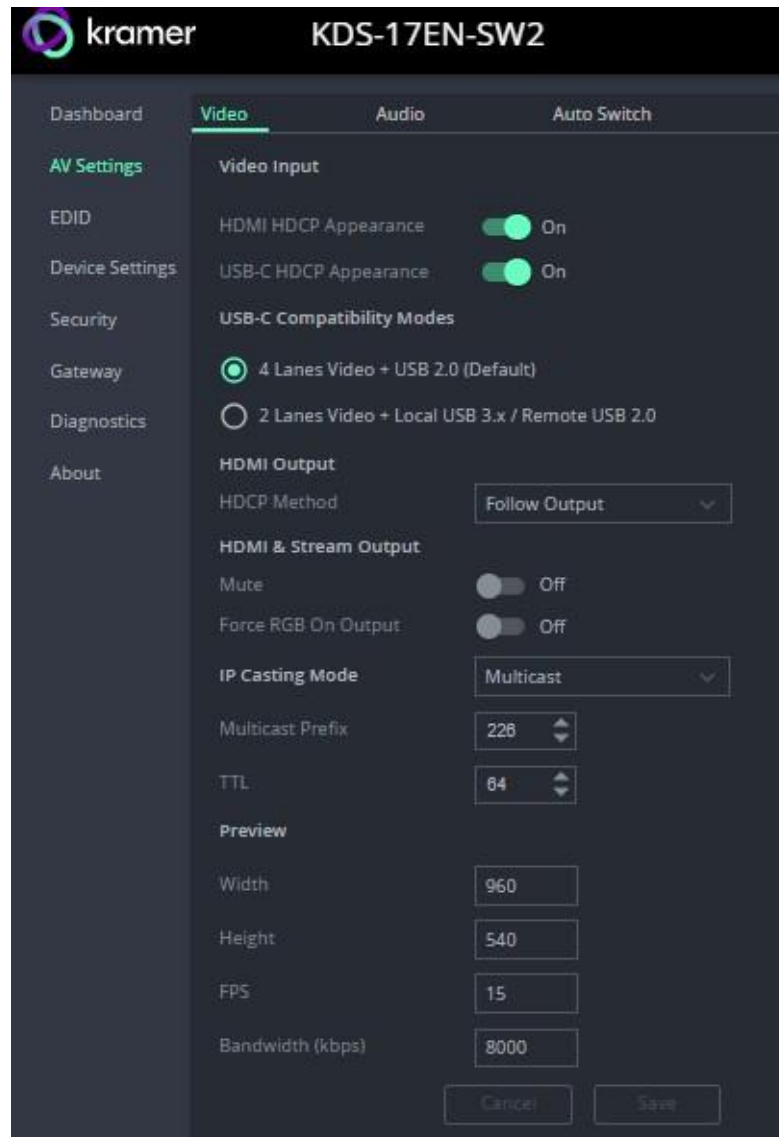 kramer KDS-17EN-SW2
Dashboard
AV Settings
EDID
Device Settings
Security
Gateway
Diagnostics
About
Video Audio Auto Switch
Video Input
HDMI HDCP Appearance On
USB-C HDCP Appearance On
USB-C Compatibility Modes
4 Lanes Video + USB 2.0 (Default)
2 Lanes Video + Local USB 3.x / Remote USB 2.0
HDMI Output
HDCP Method Follow Output
HDMI & Stream Output
Mute Off
Force RGB On Output Off
IP Casting Mode Multicast
Multicast Prefix 226
TTL 64
Preview
Width 960
Height 540
FPS 15
Bandwidth (kbps) 8000
Cancel Save